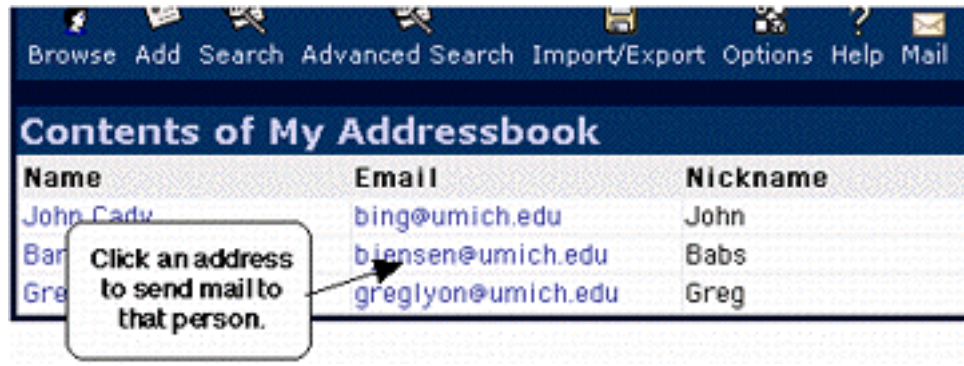 Browse Add Search Advanced Search Import/Export Options Help Mail
Contents of My Addressbook
Name Email Nickname
John Cady bing@umich.edu John
Bar bjensen@umich.edu Babs
Gre greglyon@umich.edu Greg
Click an address
to send mail to
that person.